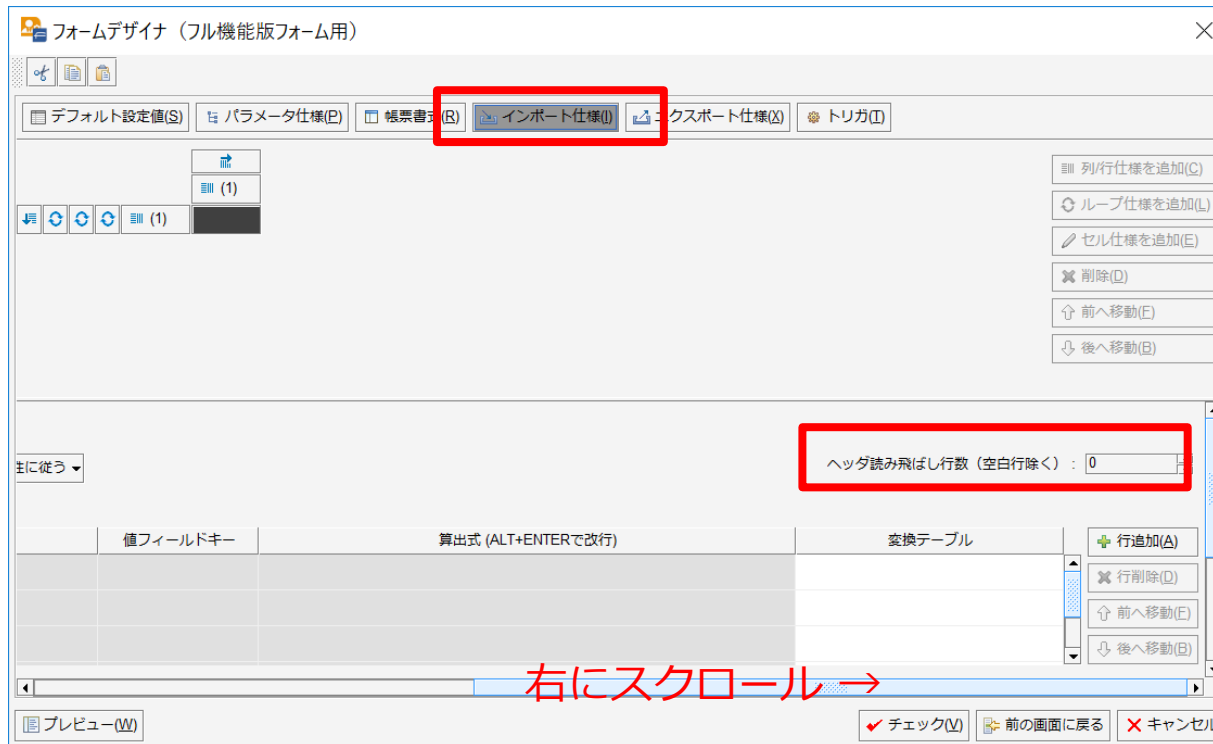 フォームデザイナ（フル機能版フォーム用）
デフォルト設定値(S) パラメータ仕様(P) 帳票書式(R) インポート仕様(I) エクスポート仕様(X) トリガ(T)
(1)
(1)
列/行仕様を追加(C)
ループ仕様を追加(L)
セル仕様を追加(E)
削除(D)
前へ移動(F)
後へ移動(B)
性に従う
ヘッダ読み飛ばし行数（空白行除く）: 0
値フィールドキー 算出式 (ALT+ENTERで改行) 変換テーブル
行追加(A)
行削除(D)
前へ移動(F)
後へ移動(B)
右にスクロール→
プレビュー(W) チェック(V) 前の画面に戻る キャンセル